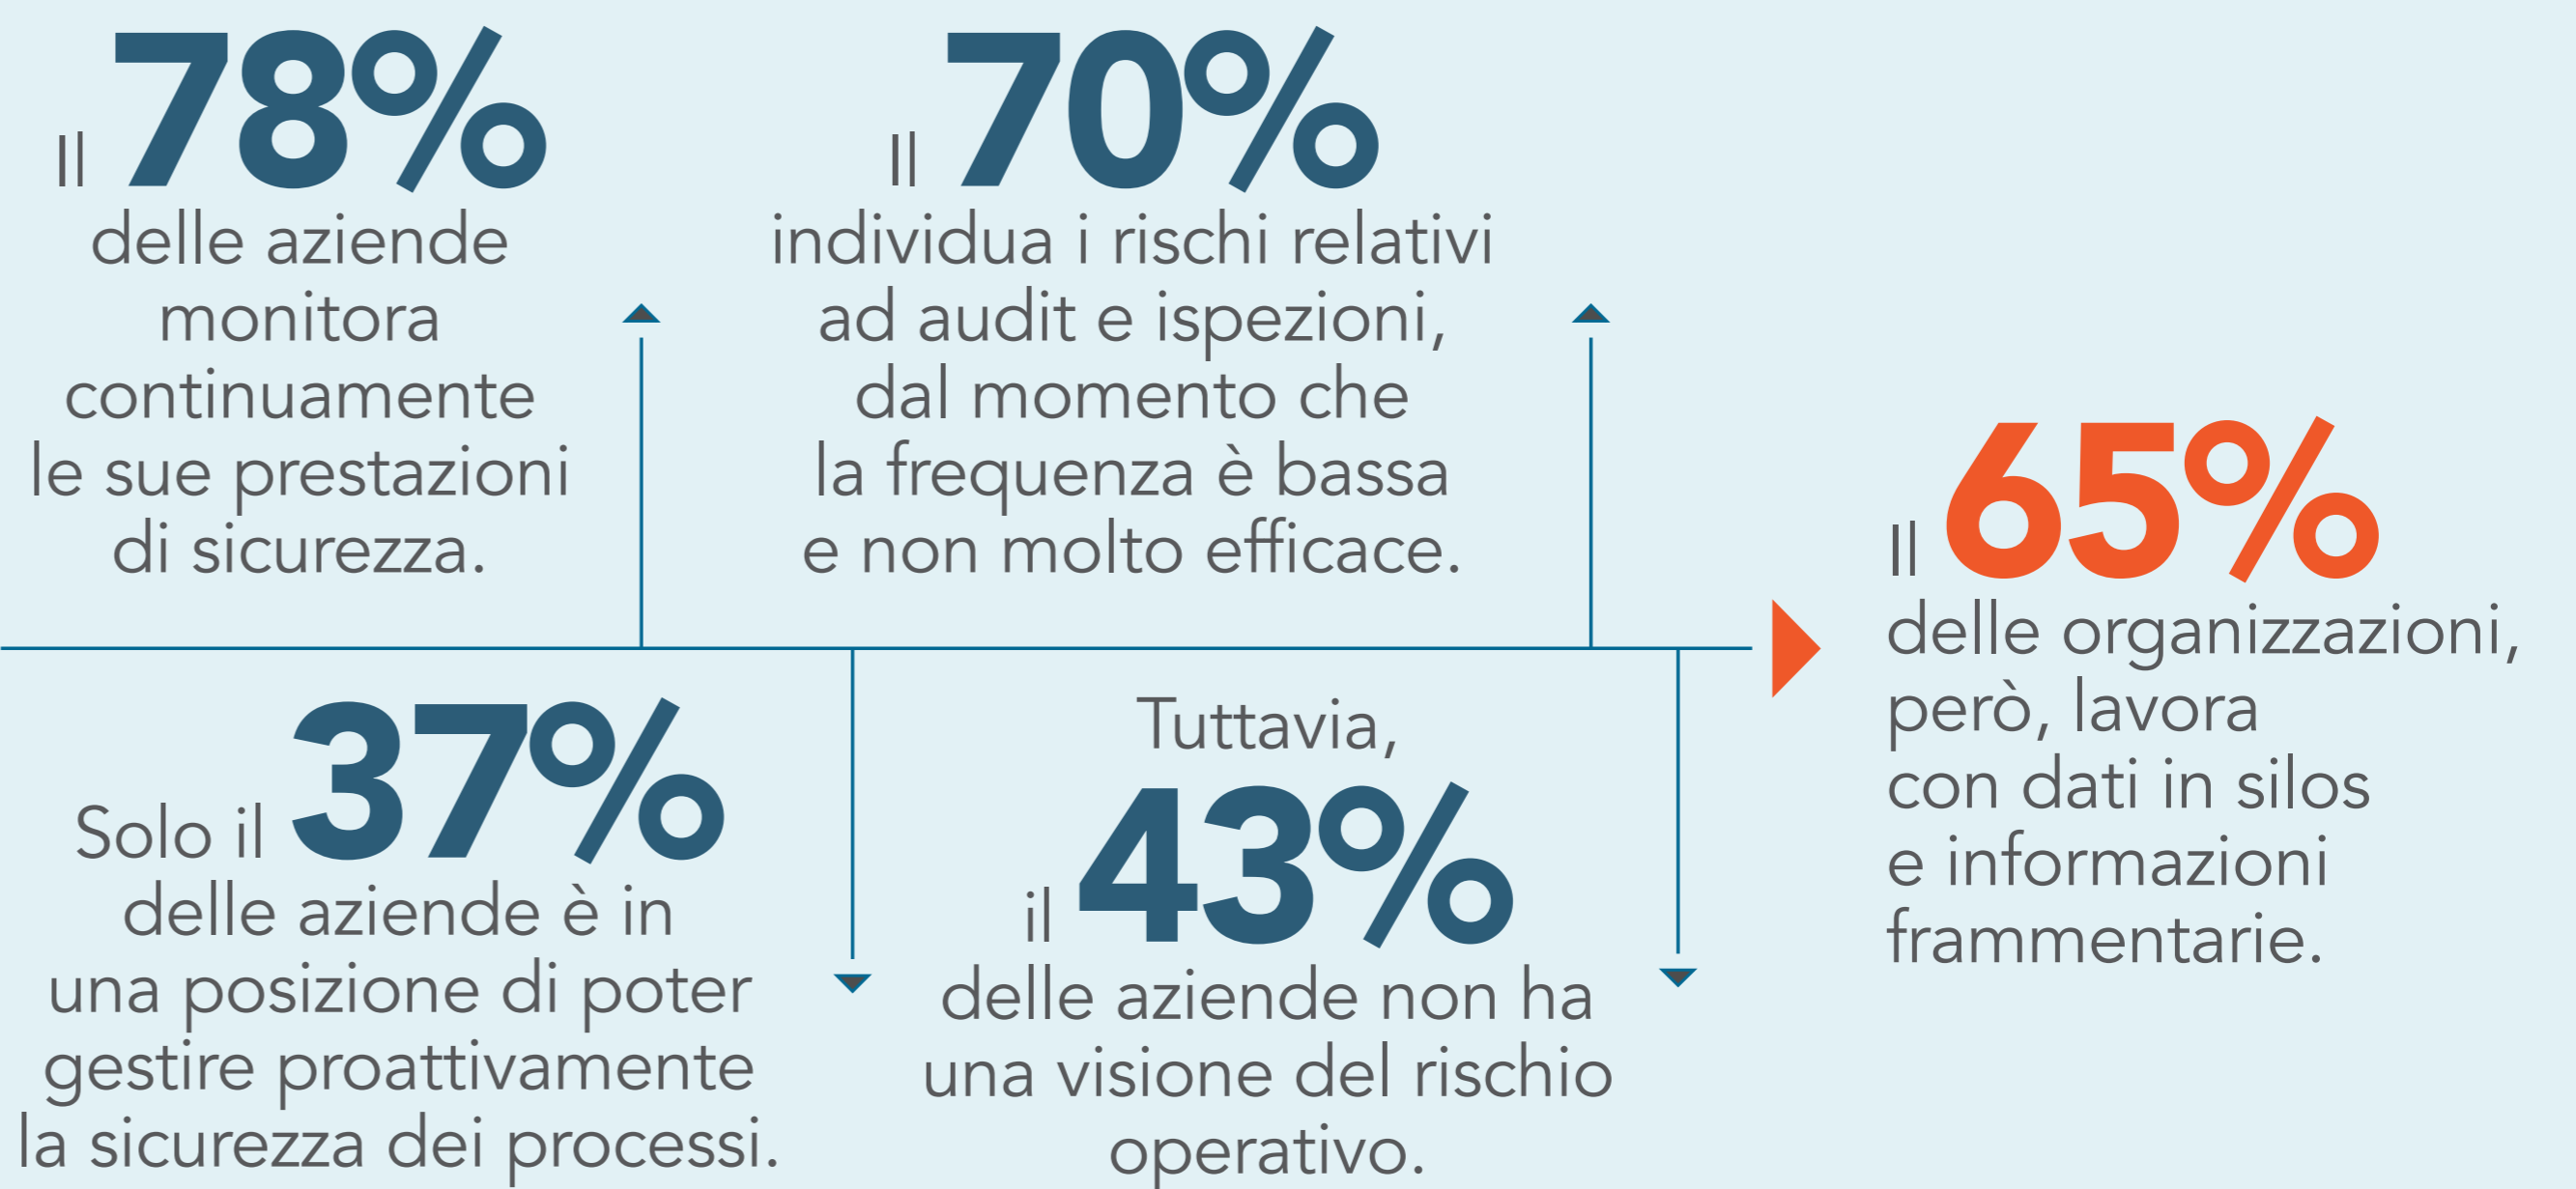 Il 78%
delle aziende
monitora
continuamente
le sue prestazioni
di sicurezza.
Il 70%
individua i rischi relativi
ad audit e ispezioni,
dal momento che
la frequenza è bassa
e non molto efficace.
Solo il 37%
delle aziende è in
una posizione di poter
gestire proattivamente
la sicurezza dei processi.
Tuttavia,
il 43%
delle aziende non ha
una visione del rischio
operativo.
Il 65%
delle organizzazioni,
però, lavora
con dati in silos
e informazioni
frammentarie.